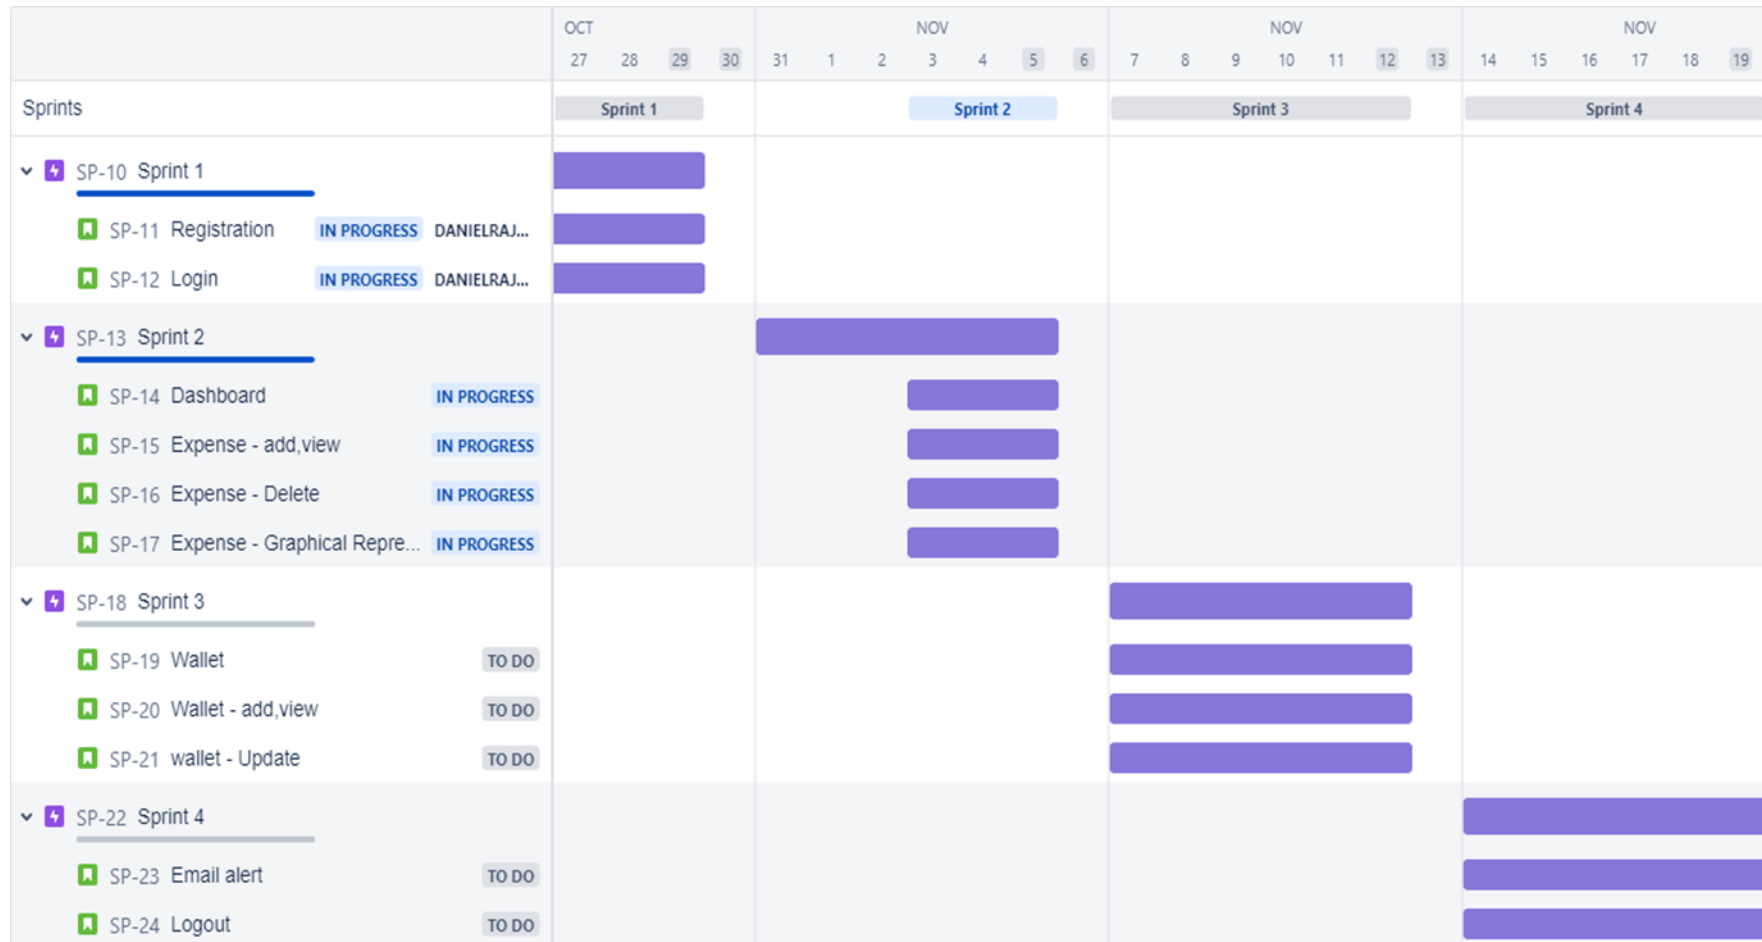 OCT NOV NOV NOV
27 28 29 30 31 1 2 3 4 5 6 7 8 9 10 11 12 13 14 15 16 17 18 19
Sprints Sprint 1 Sprint 2 Sprint 3 Sprint 4
SP-10 Sprint 1
SP-11 Registration IN PROGRESS DANIELRAJ...
SP-12 Login IN PROGRESS DANIELRAJ...
SP-13 Sprint 2
SP-14 Dashboard IN PROGRESS
SP-15 Expense - add,view IN PROGRESS
SP-16 Expense - Delete IN PROGRESS
SP-17 Expense - Graphical Repre... IN PROGRESS
SP-18 Sprint 3
SP-19 Wallet TO DO
SP-20 Wallet - add,view TO DO
SP-21 wallet - Update TO DO
SP-22 Sprint 4
SP-23 Email alert TO DO
SP-24 Logout TO DO